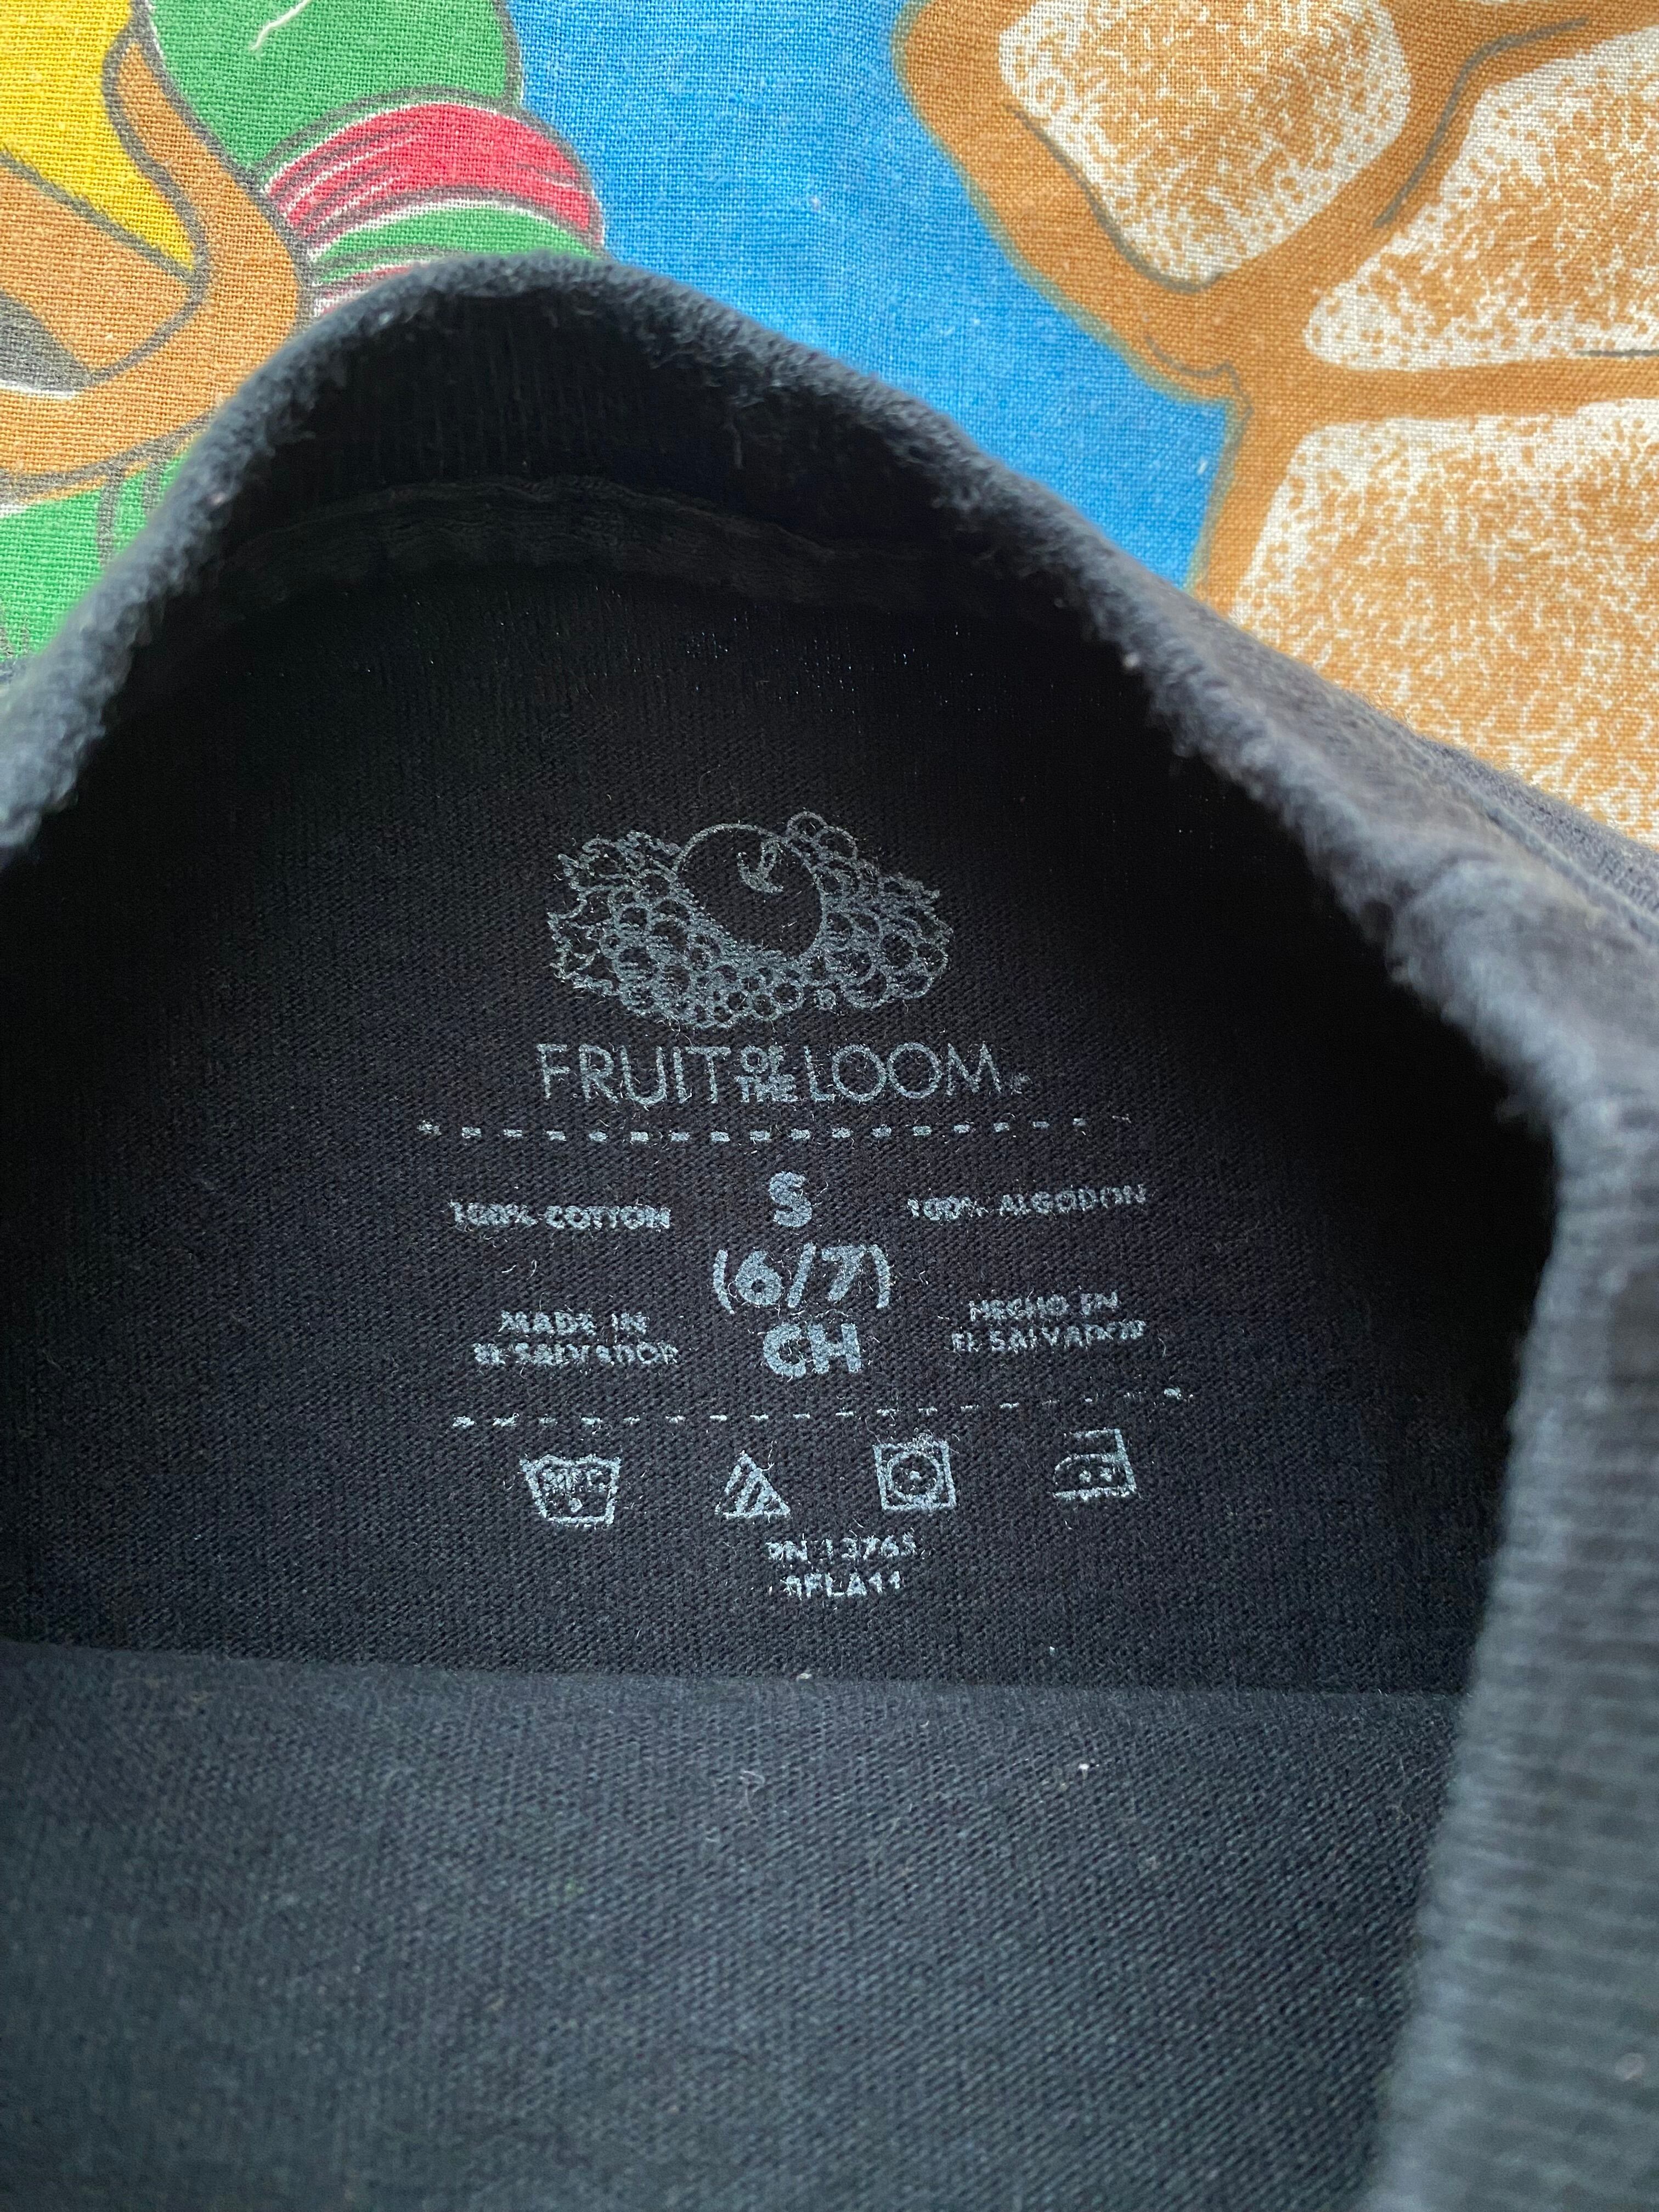 FRUIT OF THE LOOM®
S
100% COTTON
100% ALGODON
(6/7)
MADE IN
EL SALVADOR
CH
HECHO EN
EL SALVADOR
RN 13765